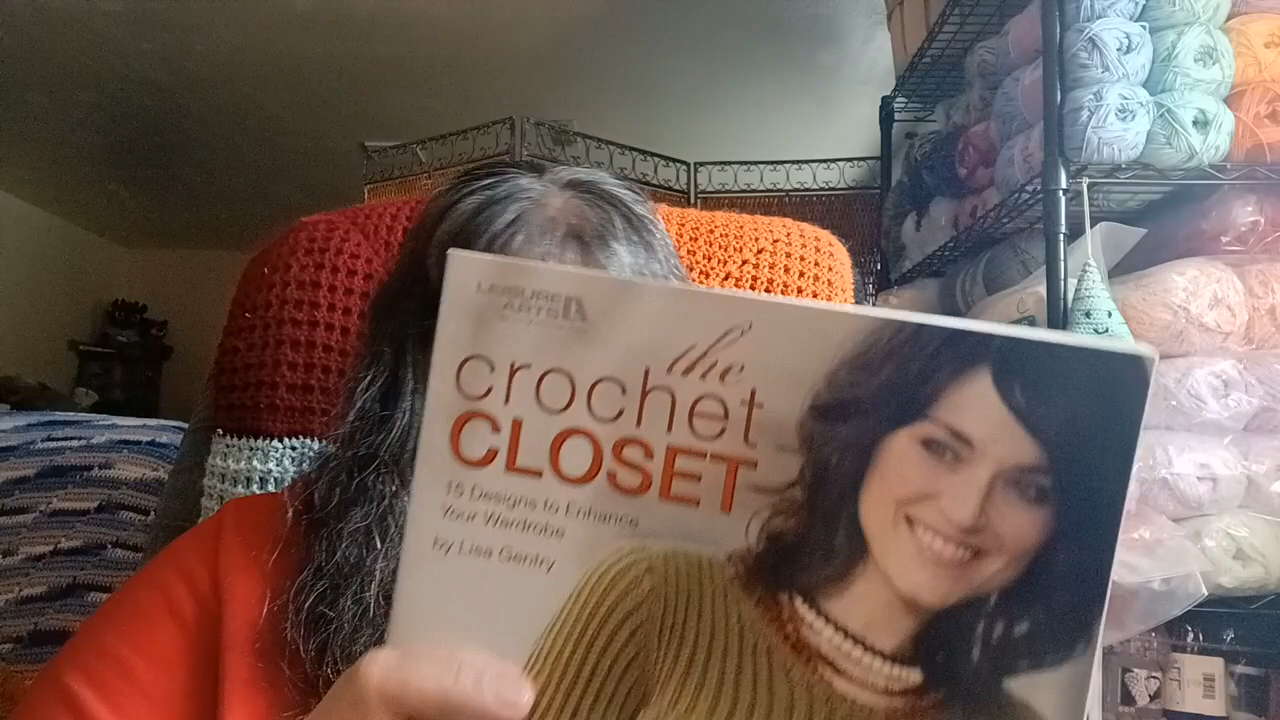 LEISURE
ARTS
the
crochet
CLOSET
15 Designs to Enhance
Your Wardrobe
by Lisa Gentry